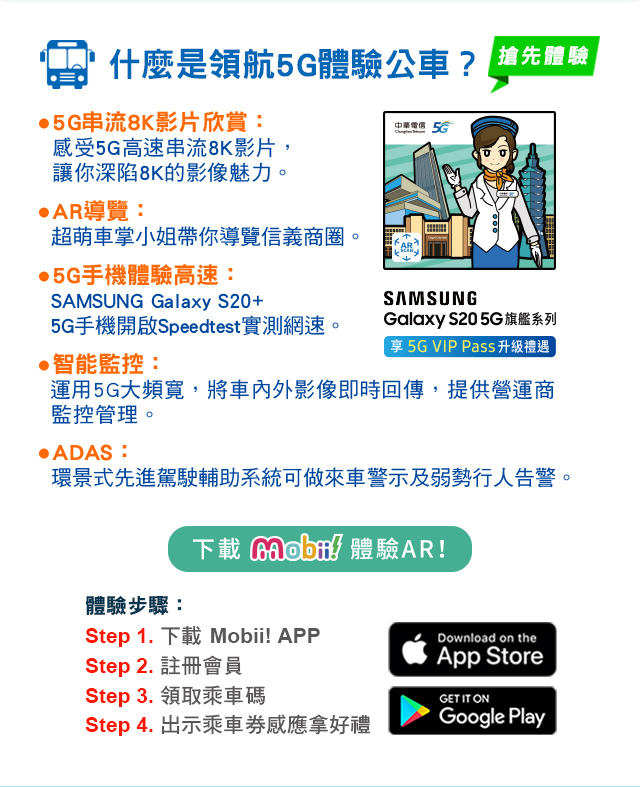 什麼是領航5G體驗公車？
搶先體驗
●5G串流8K影片欣賞：
感受5G高速串流8K影片，
讓你深陷8K的影像魅力。
●AR導覽：
超萌車掌小姐帶你導覽信義商圈。
●5G手機體驗高速：
SAMSUNG Galaxy S20+
5G手機開啟Speedtest實測網速。
中華電信 5G
Chunghwa Telecom
AR
SCAN
SAMSUNG
Galaxy S20 5G旗艦系列
享 5G VIP Pass升級禮遇
●智能監控：
運用5G大頻寬，將車內外影像即時回傳，提供營運商
監控管理。
●ADAS：
環景式先進駕駛輔助系統可做來車警示及弱勢行人告警。
下載 Mobii! 體驗AR!
體驗步驟：
Step 1. 下載 Mobii! APP
Step 2. 註冊會員
Step 3. 領取乘車碼
Step 4. 出示乘車券感應拿好禮
Download on the
App Store
GET IT ON
Google Play